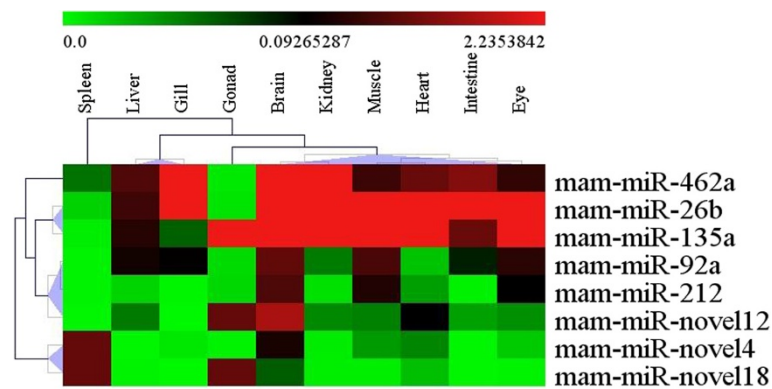 0.0 0.09265287 2.2353842
Spleen Liver Gill Gonad Brain Kidney Muscle Heart Intestine Eye
mam-miR-462a
mam-miR-26b
mam-miR-135a
mam-miR-92a
mam-miR-212
mam-miR-novel12
mam-miR-novel4
mam-miR-novel18